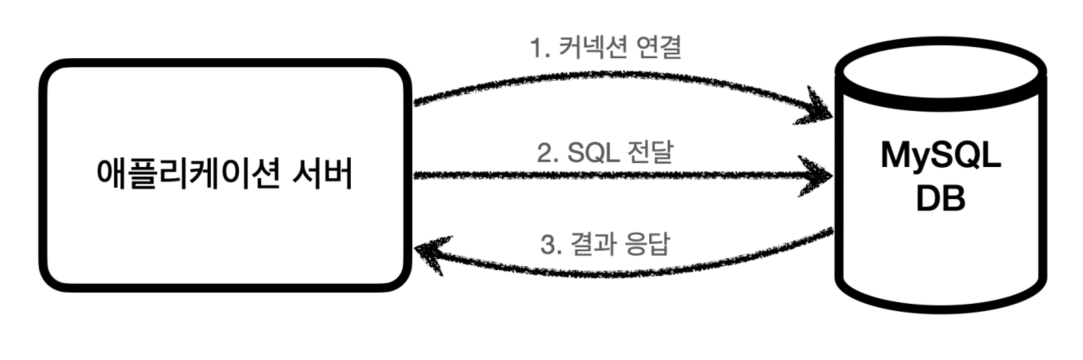 1. 커넥션 연결
애플리케이션 서버
2. SQL 전달
MySQL
DB
3. 결과 응답